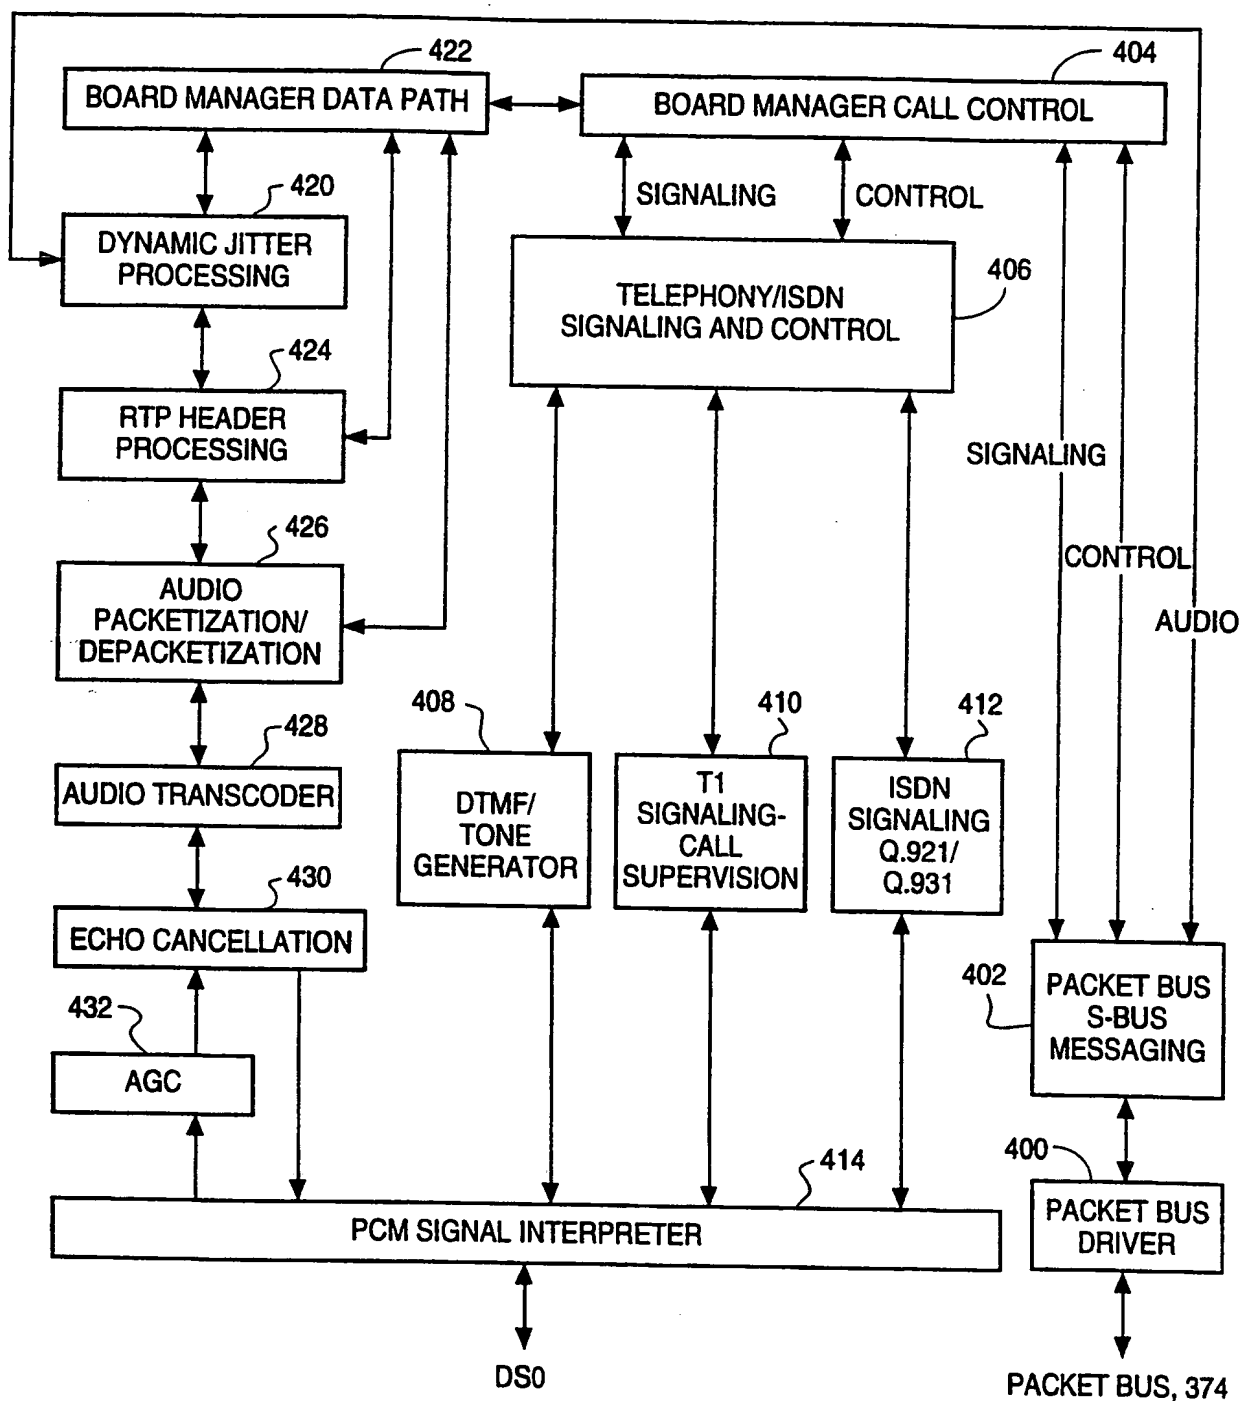 422
BOARD MANAGER DATA PATH
404
BOARD MANAGER CALL CONTROL
SIGNALING
CONTROL
420
DYNAMIC JITTER
PROCESSING
406
TELEPHONY/ISDN
SIGNALING AND CONTROL
424
RTP HEADER
PROCESSING
SIGNALING
426
AUDIO
PACKETIZATION/
DEPACKETIZATION
CONTROL
AUDIO
428
AUDIO TRANSCODER
408
DTMF/
TONE
GENERATOR
410
T1
SIGNALING-
CALL
SUPERVISION
412
ISDN
SIGNALING
Q.921/
Q.931
430
ECHO CANCELLATION
402
PACKET BUS
S-BUS
MESSAGING
432
AGC
414
PCM SIGNAL INTERPRETER
400
PACKET BUS
DRIVER
DS0
PACKET BUS, 374